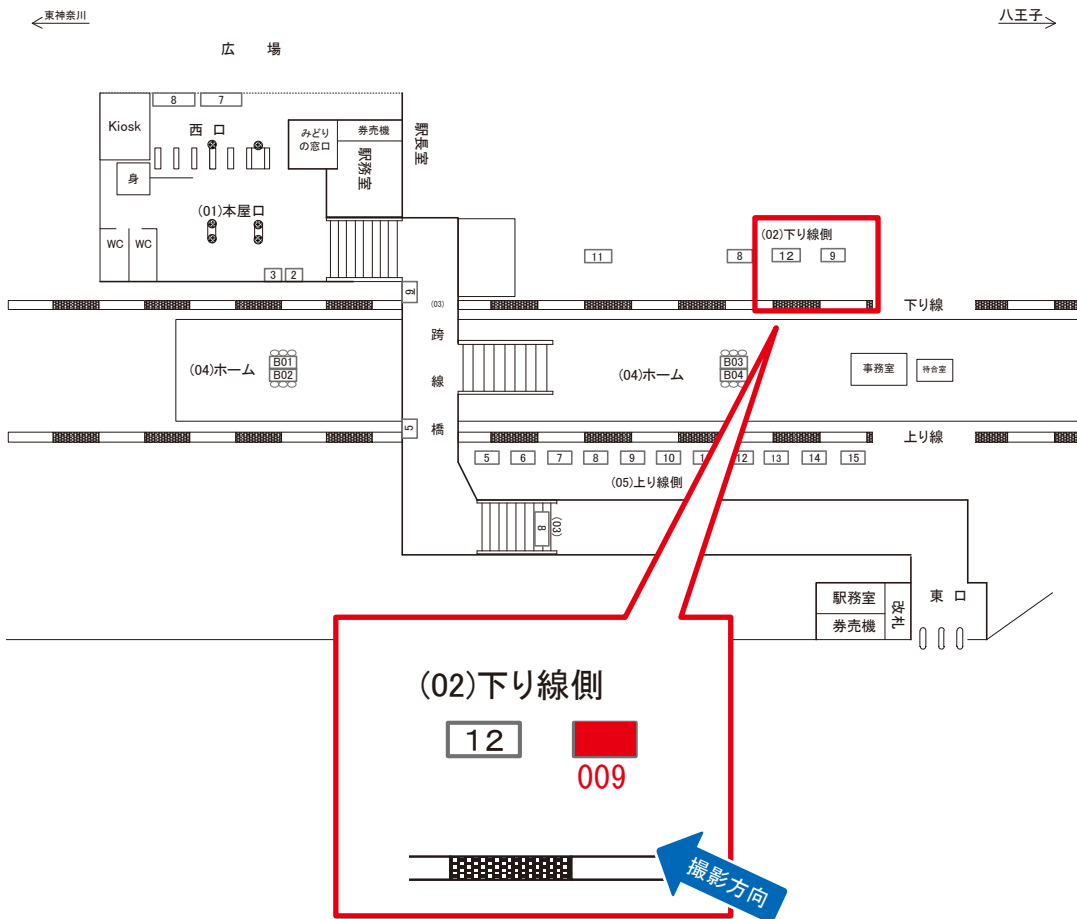 東神奈川
八王子
広 場
8
7
Kiosk
西 口
みどり
の窓口
券売機
駅長室
駅務室
身
(01)本屋口
WC
WC
3
2
6
11
8
(02)下り線側
12
9
(03)
下り線
跨線橋
(04)ホーム
B01
B02
(04)ホーム
B03
B04
事務室
待合室
5
上り線
5
6
7
8
9
10
12
13
14
15
(05)上り線側
8
(03)
駅務室
券売機
改札
東 口
(02)下り線側
12
009
撮影方向